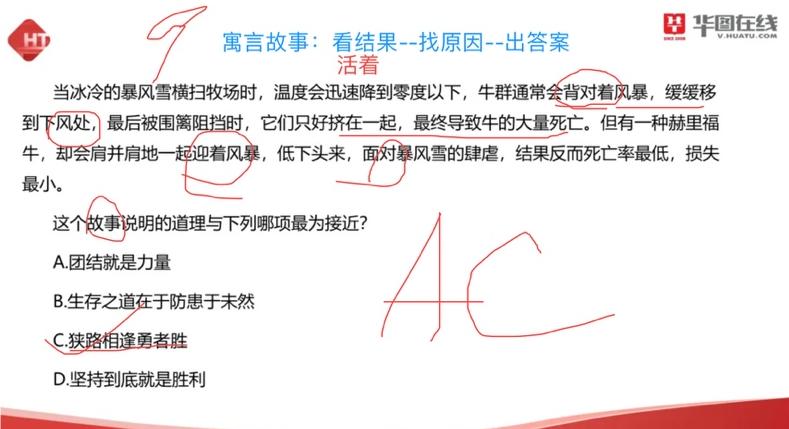 HT
华图在线
SINCE 2001
V.HUATU.COM
寓言故事：看结果--找原因--出答案
活着
当冰冷的暴风雪横扫牧场时，温度会迅速降到零度以下，牛群通常会背对着风暴，缓缓移
到下风处，最后被围篱阻挡时，它们只好挤在一起，最终导致牛的大量死亡。但有一种赫里福
牛，却会肩并肩地一起迎着风暴，低下头来，面对暴风雪的肆虐，结果反而死亡率最低，损失
最小。
这个故事说明的道理与下列哪项最为接近？
A.团结就是力量
B.生存之道在于防患于未然
C.狭路相逢勇者胜
D.坚持到底就是胜利
AC